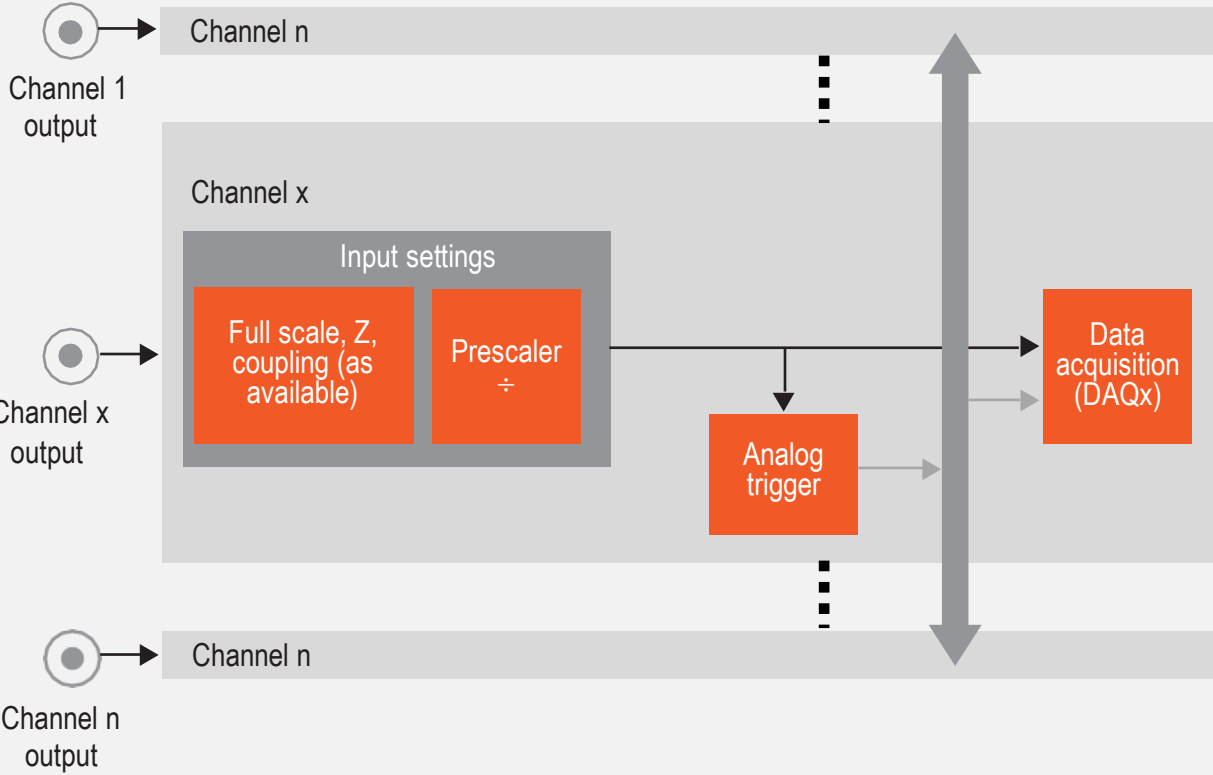 Channel n
Channel 1
output
Channel x
Input settings
Full scale, Z,
coupling (as
available)
Prescaler
÷
Data
acquisition
(DAQx)
Channel x
output
Analog
trigger
Channel n
Channel n
output